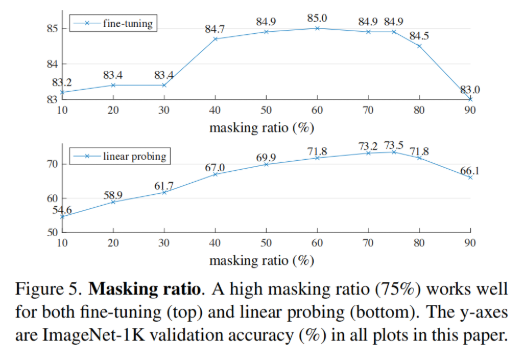 fine-tuning
83.2 83.4 83.4 84.7 84.9 85.0 84.9 84.9 84.5 83.0
85
84
83
10 20 30 40 50 60 70 80 90
masking ratio (%)
linear probing
54.6 58.9 61.7 67.0 69.9 71.8 73.2 73.5 71.8 66.1
70
60
50
10 20 30 40 50 60 70 80 90
masking ratio (%)
Figure 5. Masking ratio. A high masking ratio (75%) works well
for both fine-tuning (top) and linear probing (bottom). The y-axes
are ImageNet-1K validation accuracy (%) in all plots in this paper.